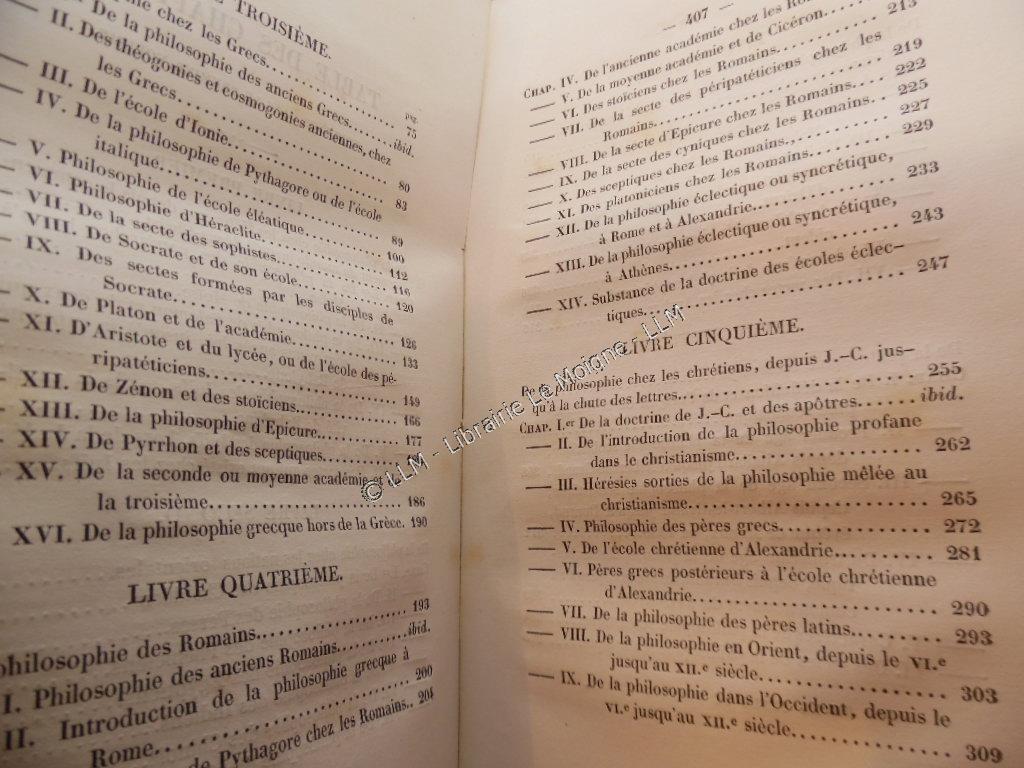 TROISIÈME.
chez les Grecs
De la philosophie des anciens Grecs.... ibid.
pag.
75
II. Des théogonies et cosmogonies anciennes, chez
les Grecs.... 80
III. De l'école d'Ionie.... 83
IV. De la philosophie de Pythagore ou de l'école
italique.... 89
V. Philosophie de l'école éléatique.... 100
VI. Philosophie d'Héraclite.... 112
VII. De la secte des sophistes.... 116
VIII. De Socrate et de son école.... 120
IX. Des sectes formées par les disciples de
Socrate.... 126
X. De Platon et de l'académie.... 133
XI. D'Aristote et du lycée, ou de l'école des pé-
ripatéticiens.... 149
XII. De Zénon et des stoïciens.... 166
XIII. De la philosophie d'Epicure.... 177
XIV. De Pyrrhon et des sceptiques....
XV. De la seconde ou moyenne académie et
la troisième.... 186
XVI. De la philosophie grecque hors de la Grèce. 190
LIVRE QUATRIÈME.
philosophie des Romains.... 193
I. Philosophie des anciens Romains.... ibid.
II. Introduction de la philosophie grecque à
Rome.... 200
de Pythagore chez les Romains.. 204
— 407 —
CHAP. IV. De l'ancienne académie chez les 213
— V. De la moyenne académie et de Cicéron.
— VI. Des stoïciens chez les Romains.... 219
— VII. De la secte des péripatéticiens chez les
Romains.... 222
— VIII. De la secte d'Epicure chez les Romains.... 225
— IX. De la secte des cyniques chez les Romains.. 227
— X. Des sceptiques chez les Romains.... 229
— XI. Des platoniciens chez les Romains....
— XII. De la philosophie éclectique ou syncrétique,
à Rome et à Alexandrie.... 233
— XIII. De la philosophie éclectique ou syncrétique,
à Athènes.... 243
— XIV. Substance de la doctrine des écoles éclec-
tiques.... 247
LIVRE CINQUIÈME.
De la philosophie chez les chrétiens, depuis J.-C. jus-
qu'à la chute des lettres.... 255
CHAP. I.er De la doctrine de J.-C. et des apôtres.... ibid.
— II. De l'introduction de la philosophie profane
dans le christianisme.... 262
— III. Hérésies sorties de la philosophie mêlée au
christianisme.... 265
— IV. Philosophie des pères grecs.... 272
— V. De l'école chrétienne d'Alexandrie.... 281
— VI. Pères grecs postérieurs à l'école chrétienne
d'Alexandrie.... 290
— VII. De la philosophie des pères latins.... 293
— VIII. De la philosophie en Orient, depuis le VI.e
jusqu'au XII.e siècle.... 303
— IX. De la philosophie dans l'Occident, depuis le
VI.e jusqu'au XII.e siècle.... 309
© LLM - Librairie Le Moigne - LLM